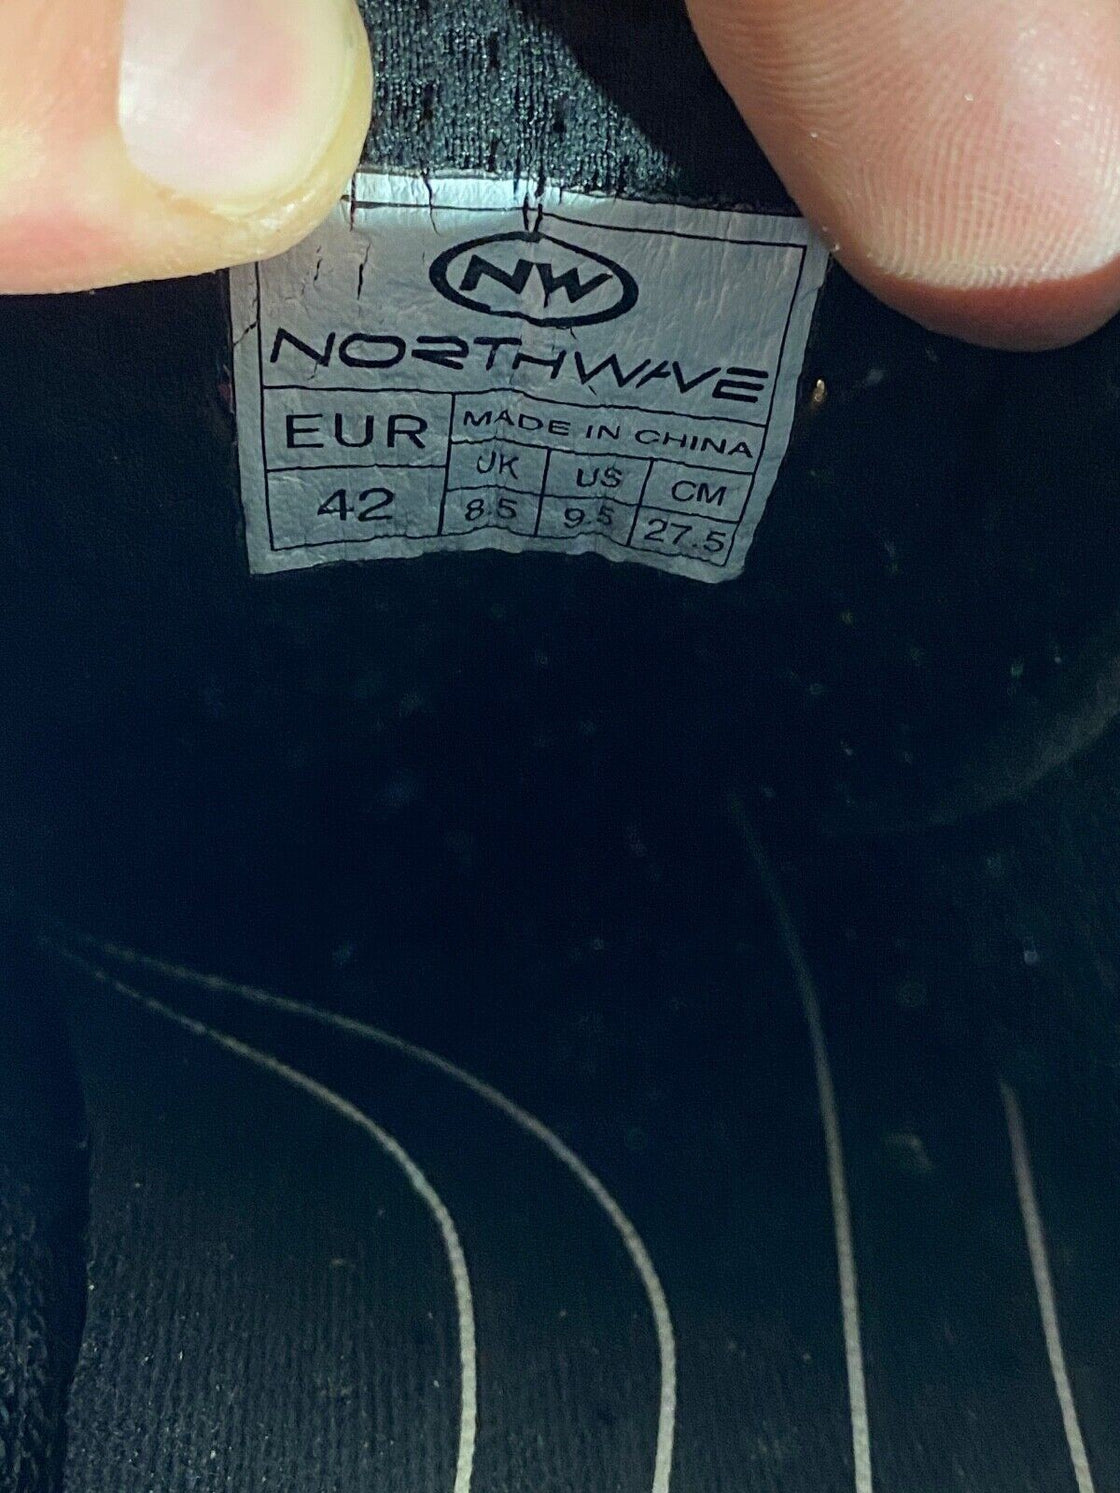 NW
NORTHWAVE
EUR MADE IN CHINA
UK US CM
42 8.5 9.5 27.5